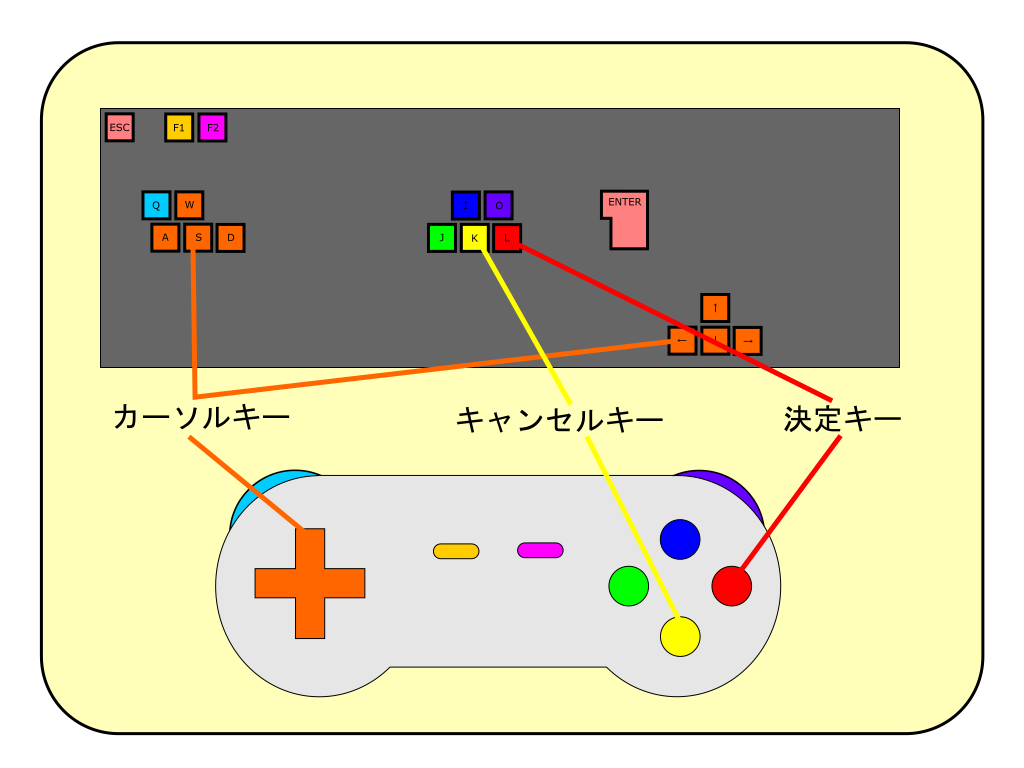 ESC F1 F2
Q W I O ENTER
A S D J K L
↑
← ↓ →
カーソルキー キャンセルキー 決定キー